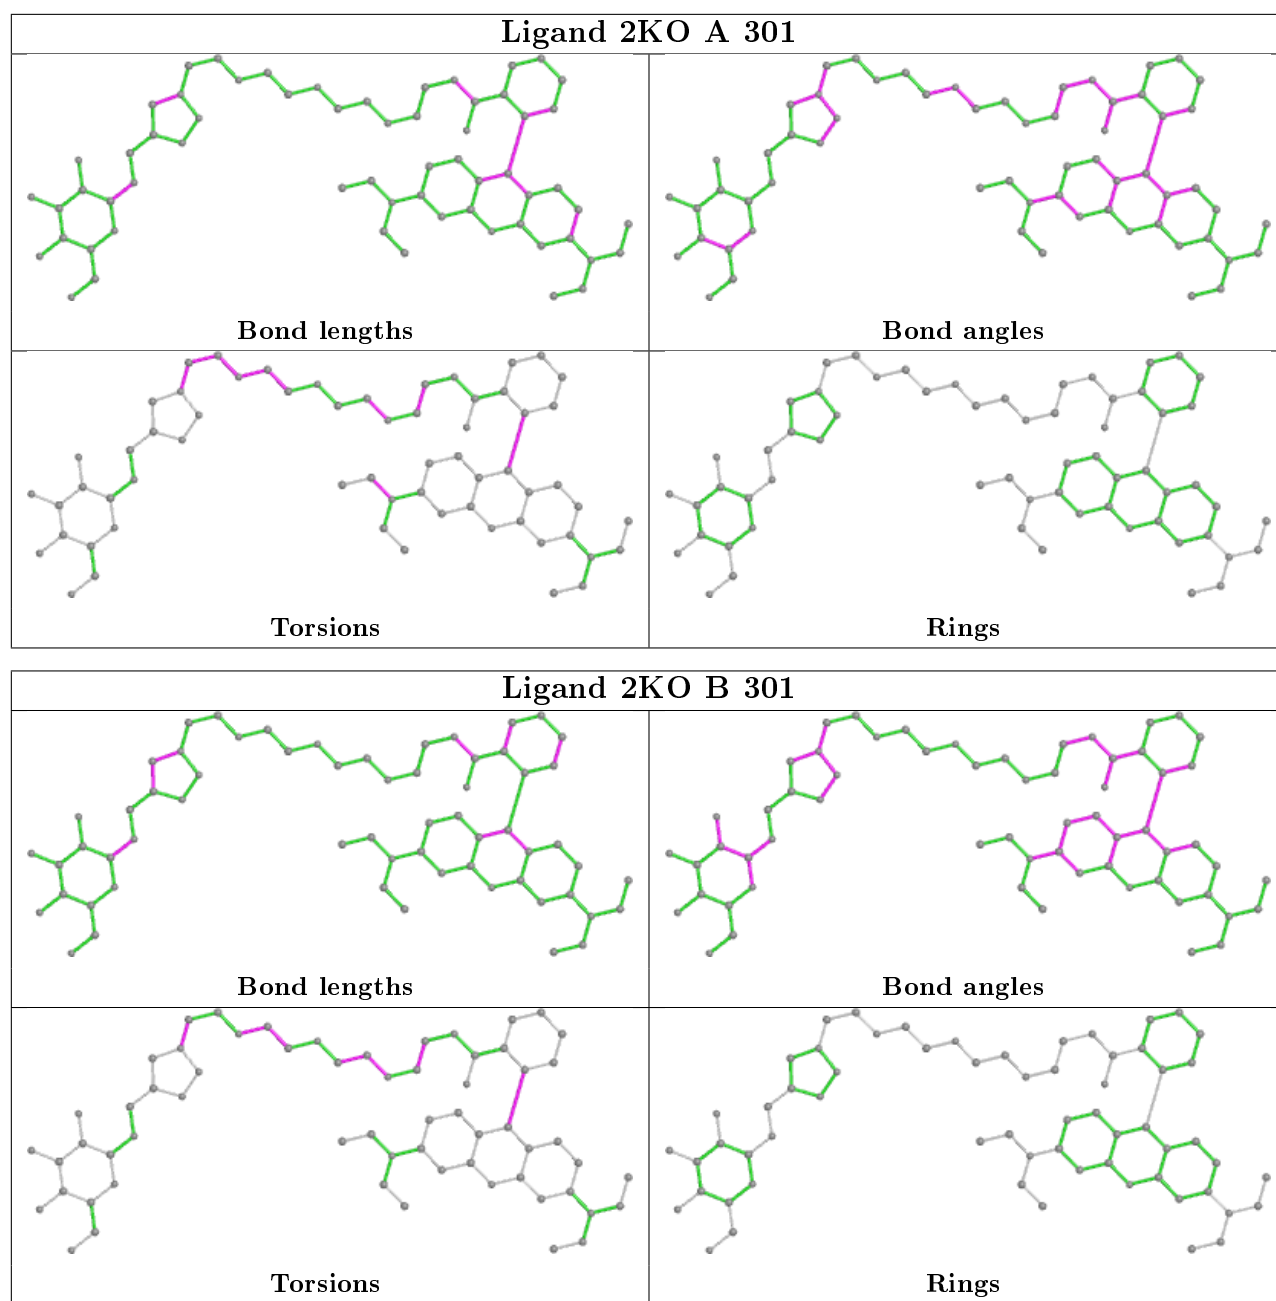 Ligand 2KO A 301
Bond lengths
Bond angles
Torsions
Rings
Ligand 2KO B 301
Bond lengths
Bond angles
Torsions
Rings